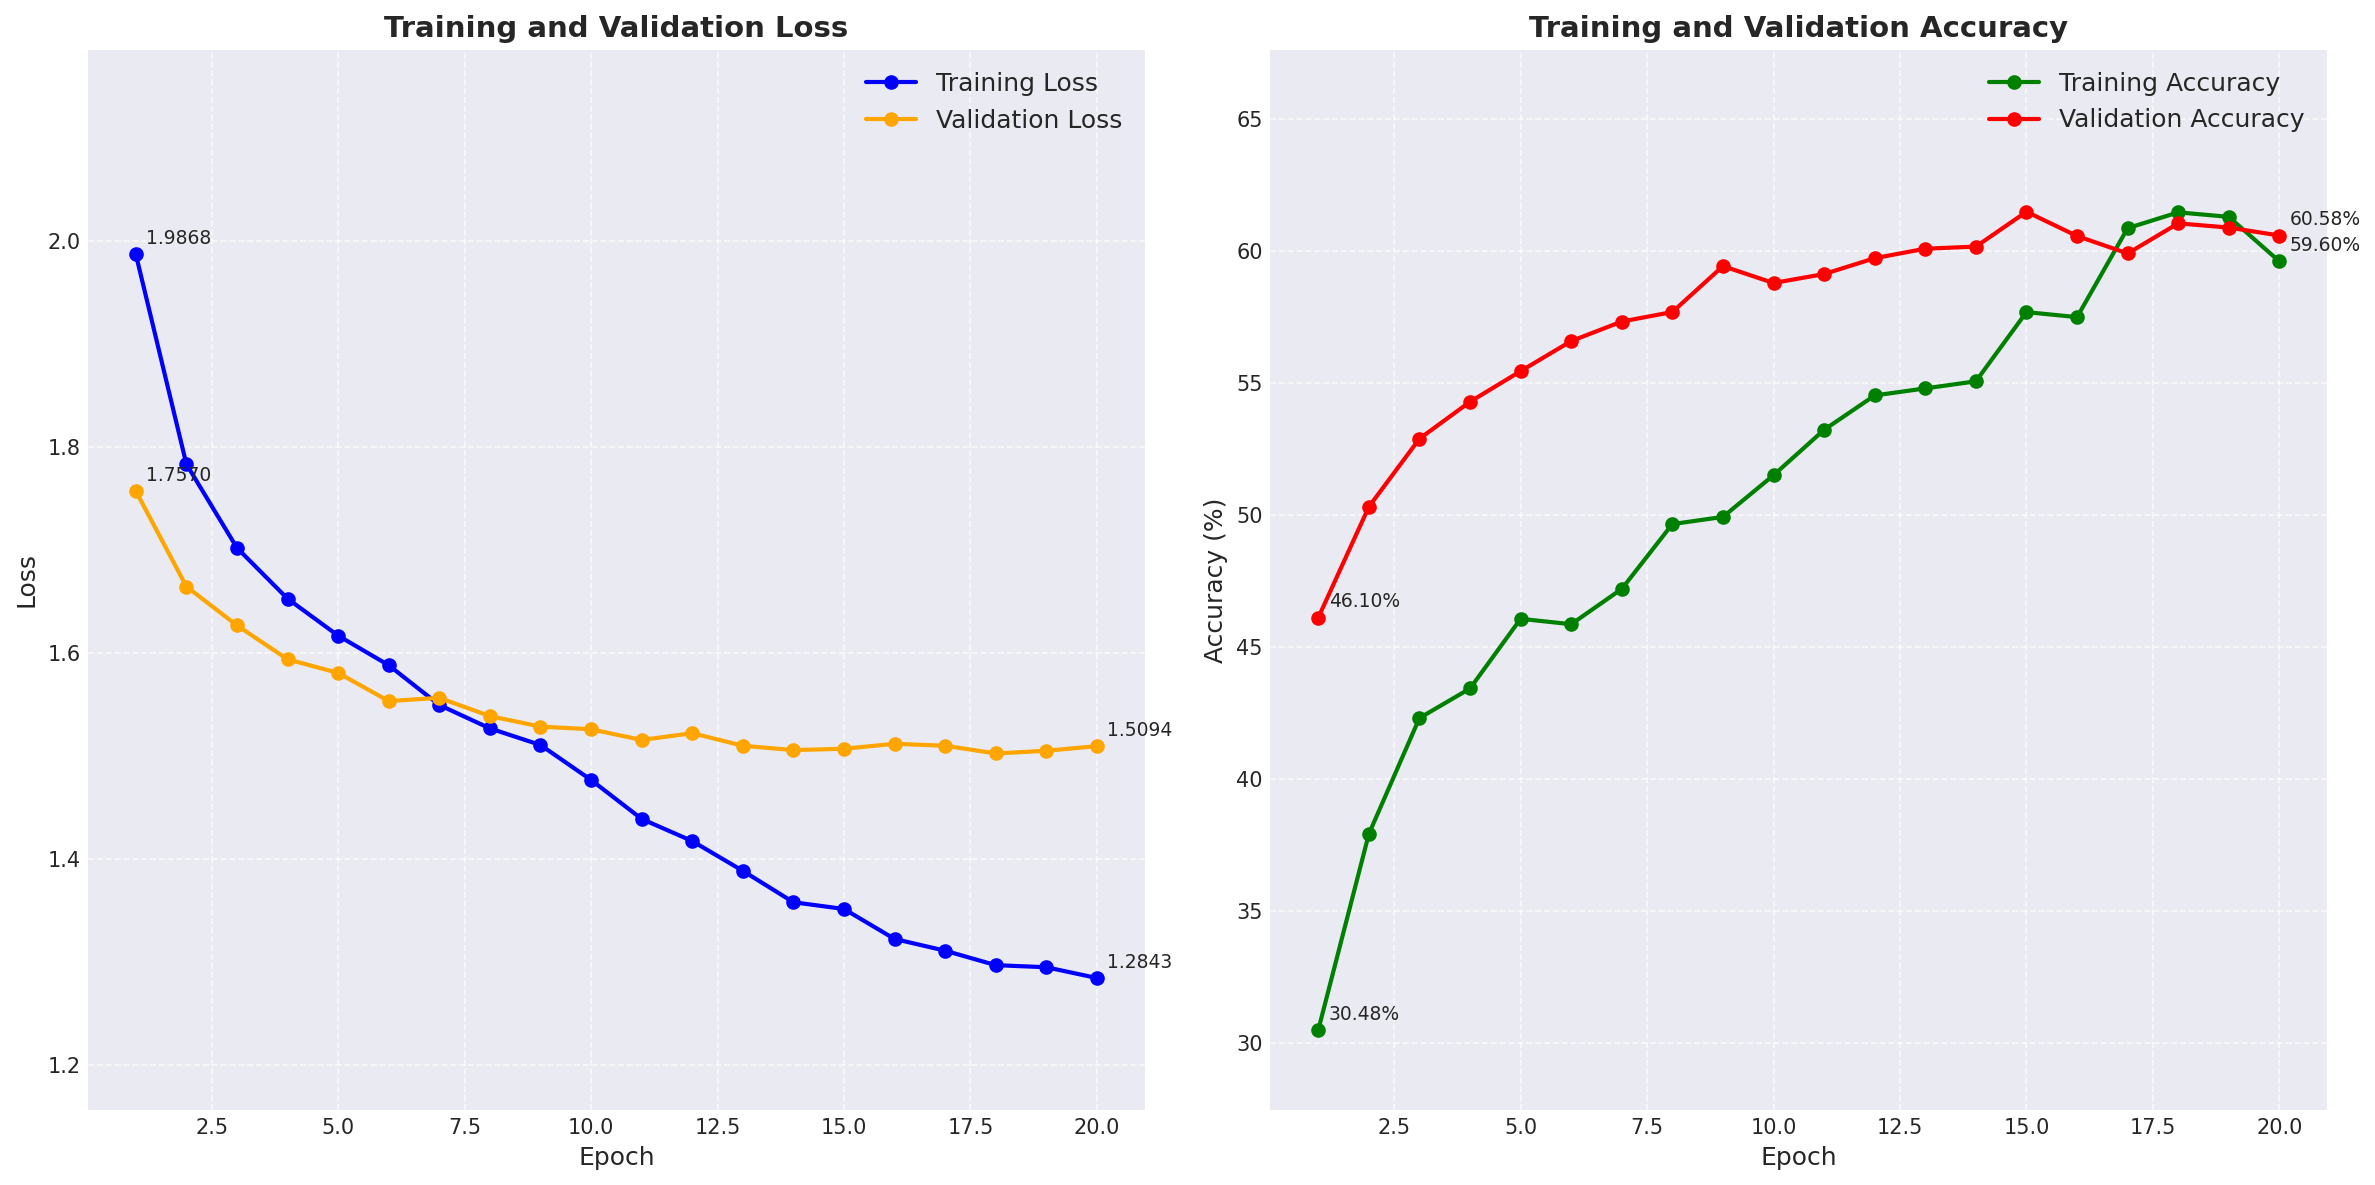 Training and Validation Loss
Training Loss
Validation Loss
1.9868
1.7570
1.5094
1.2843
2.0
1.8
1.6
1.4
1.2
Loss
2.5 5.0 7.5 10.0 12.5 15.0 17.5 20.0
Epoch
Training and Validation Accuracy
Training Accuracy
Validation Accuracy
60.58%
59.60%
46.10%
30.48%
65
60
55
50
45
40
35
30
Accuracy (%)
2.5 5.0 7.5 10.0 12.5 15.0 17.5 20.0
Epoch